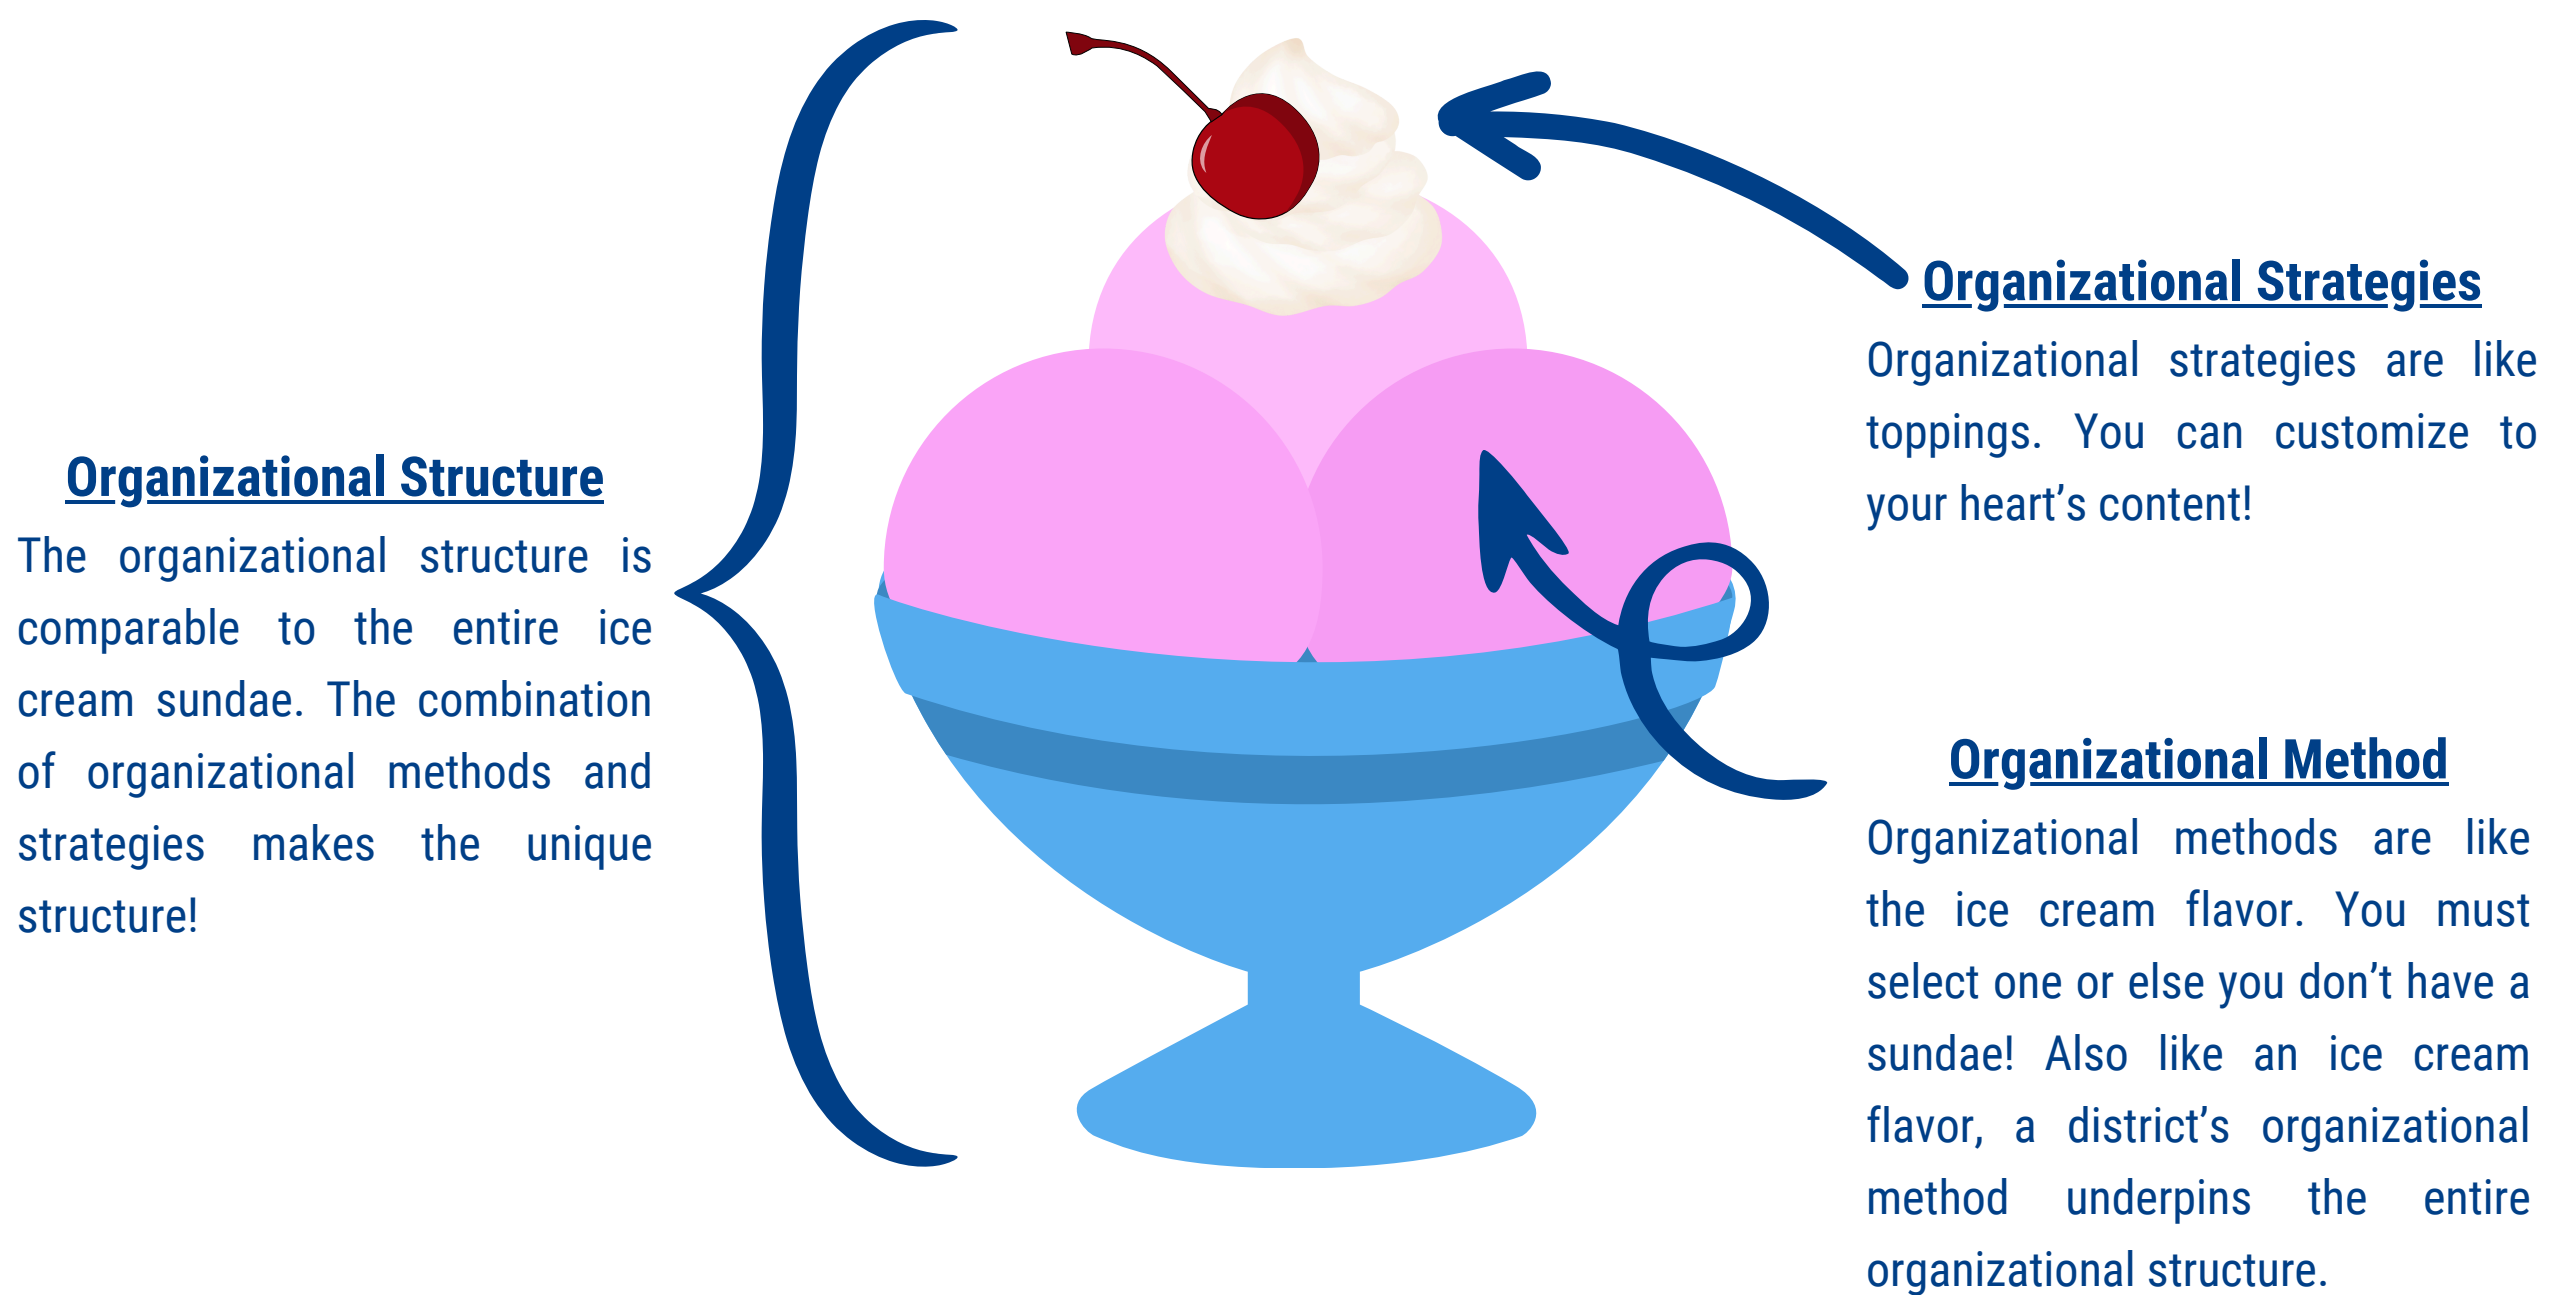 Organizational Structure
The organizational structure is
comparable to the entire ice
cream sundae. The combination
of organizational methods and
strategies makes the unique
structure!
Organizational Strategies
Organizational strategies are like
toppings. You can customize to
your heart’s content!
Organizational Method
Organizational methods are like
the ice cream flavor. You must
select one or else you don’t have a
sundae! Also like an ice cream
flavor, a district’s organizational
method underpins the entire
organizational structure.